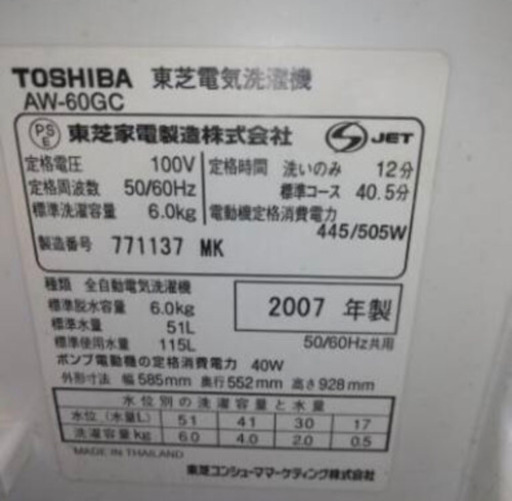 TOSHIBA 東芝電気洗濯機
AW-60GC
PS E 東芝家電製造株式会社 S JET
定格電圧 100V
定格周波数 50/60Hz
標準洗濯容量 6.0kg
製造番号 771137 MK
定格時間 洗いのみ 12分
標準コース 40.5分
電動機定格消費電力
445/505W
種類 全自動電気洗濯機
標準脱水容量 6.0kg
標準水量 51L
標準使用水量 115L
2007 年製
50/60Hz共用
ポンプ電動機の定格消費電力 40W
外形寸法 幅585mm 奥行552mm 高さ928mm
水位別の洗濯容量と水量
水位(水量L) 51 41 30 17
洗濯容量kg 6.0 4.0 2.0 0.5
MADE IN THAILAND
東芝コンシューママーケティング株式会社